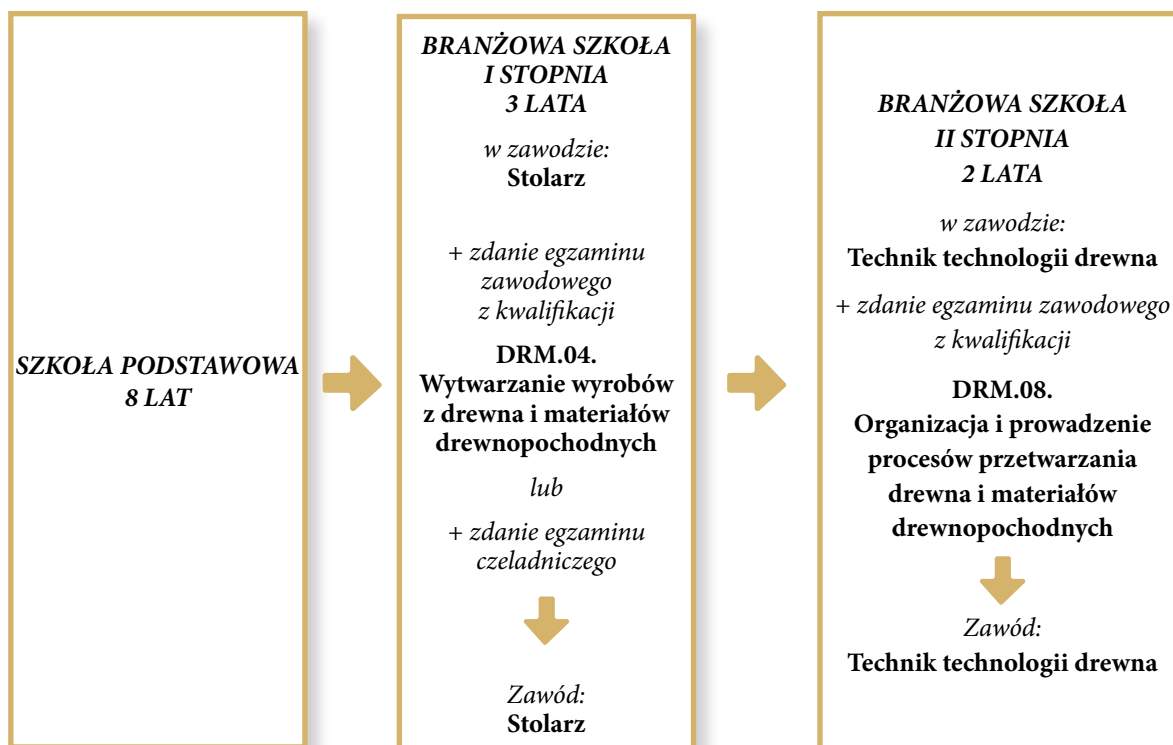 SZKOŁA PODSTAWOWA
8 LAT
BRANŻOWA SZKOŁA
I STOPNIA
3 LATA
w zawodzie:
Stolarz
+ zdanie egzaminu
zawodowego
z kwalifikacji
DRM.04.
Wytwarzanie wyrobów
z drewna i materiałów
drewnopochodnych
lub
+ zdanie egzaminu
czeladniczego
Zawód:
Stolarz
BRANŻOWA SZKOŁA
II STOPNIA
2 LATA
w zawodzie:
Technik technologii drewna
+ zdanie egzaminu zawodowego
z kwalifikacji
DRM.08.
Organizacja i prowadzenie
procesów przetwarzania
drewna i materiałów
drewnopochodnych
Zawód:
Technik technologii drewna